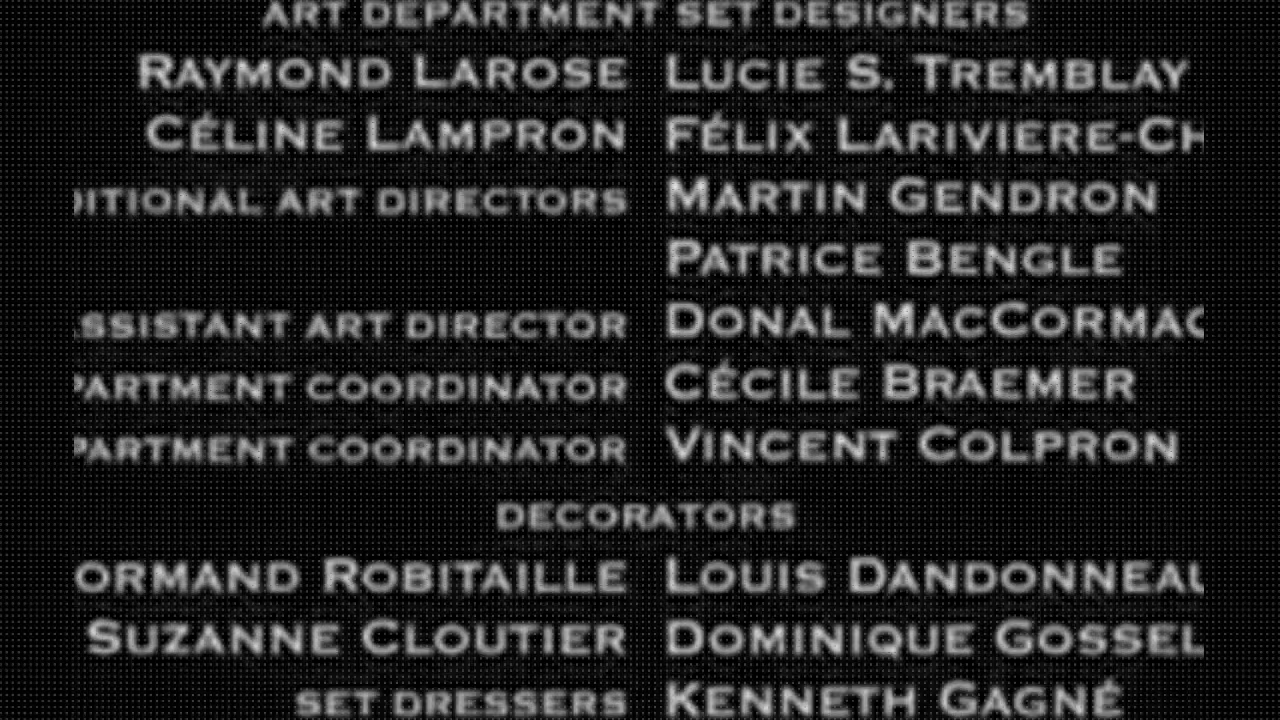 ART DEPARTMENT SET DESIGNERS
RAYMOND LAROSE LUCIE S. TREMBLAY
CÉLINE LAMPRON FÉLIX LARIVIERE-CH
ITIONAL ART DIRECTORS MARTIN GENDRON
PATRICE BENGLE
SSISTANT ART DIRECTOR DONAL MACCORMAC
PARTMENT COORDINATOR CÉCILE BRAEMER
PARTMENT COORDINATOR VINCENT COLPRON
DECORATORS
ORMAND ROBITAILLE LOUIS DANDONNEAU
SUZANNE CLOUTIER DOMINIQUE GOSSEL
SET DRESSERS KENNETH GAGNÉ